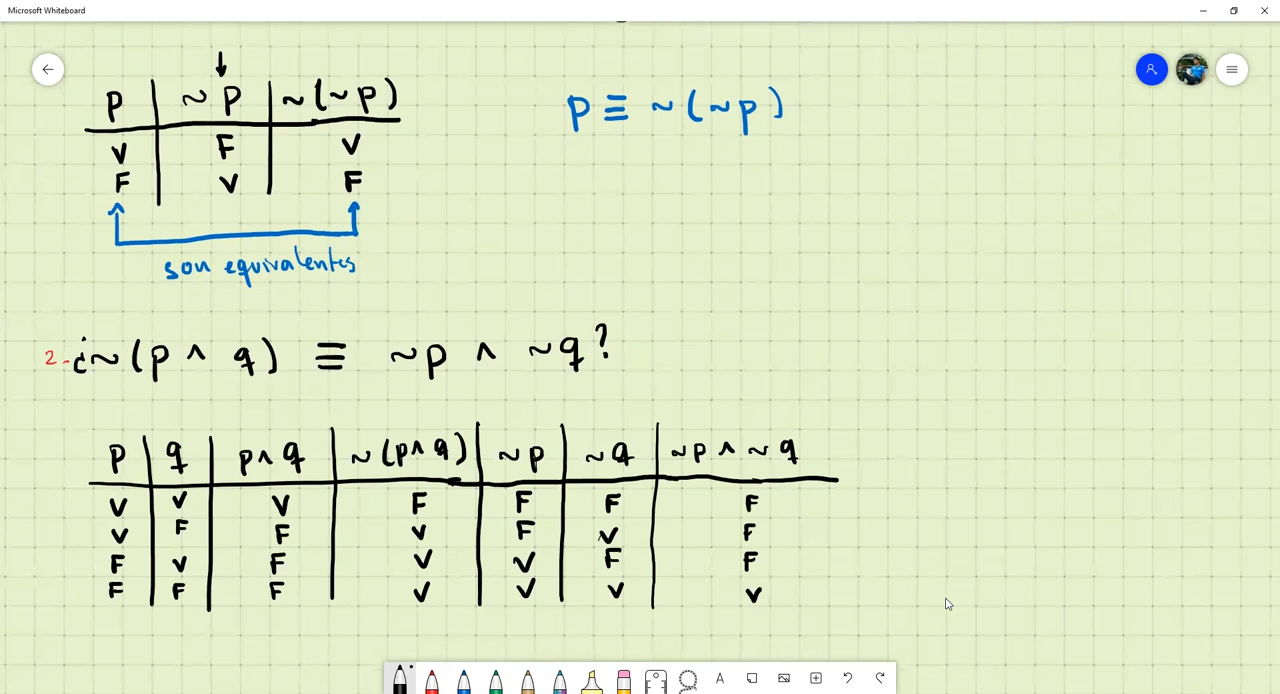 Microsoft Whiteboard
p ~p ~(~p)
V F V
F V F
p ≡ ~(~p)
son equivalentes
2- ¿~(p ∧ q) ≡ ~p ∧ ~q?
p q p∧q ~(p∧q) ~p ~q ~p ∧ ~q
V V V F F F F
V F F V F V F
F V F V V F F
F F F V V V V
A